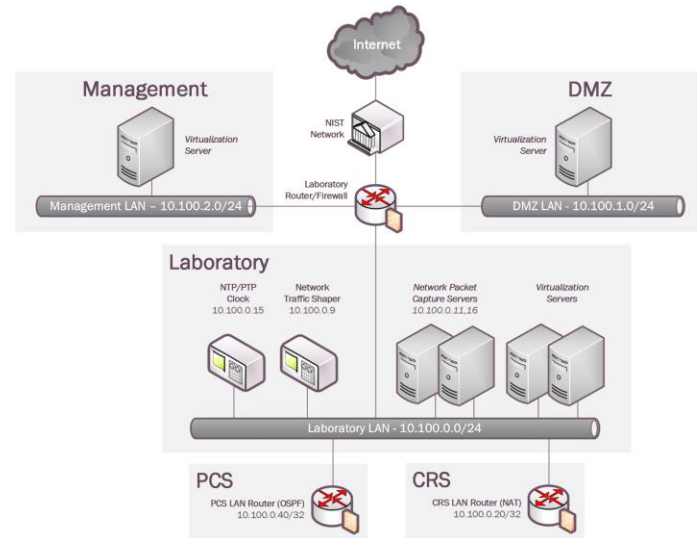 Internet
Management
DMZ
Virtualization
Server
NIST
Network
Virtualization
Server
Laboratory
Router/Firewall
Management LAN – 10.100.2.0/24
DMZ LAN - 10.100.1.0/24
Laboratory
NTP/PTP
Clock
10.100.0.15
Network
Traffic Shaper
10.100.0.9
Network Packet
Capture Servers
10.100.0.11,16
Virtualization
Servers
Laboratory LAN - 10.100.0.0/24
PCS
PCS LAN Router (OSPF)
10.100.0.40/32
CRS
CRS LAN Router (NAT)
10.100.0.20/32